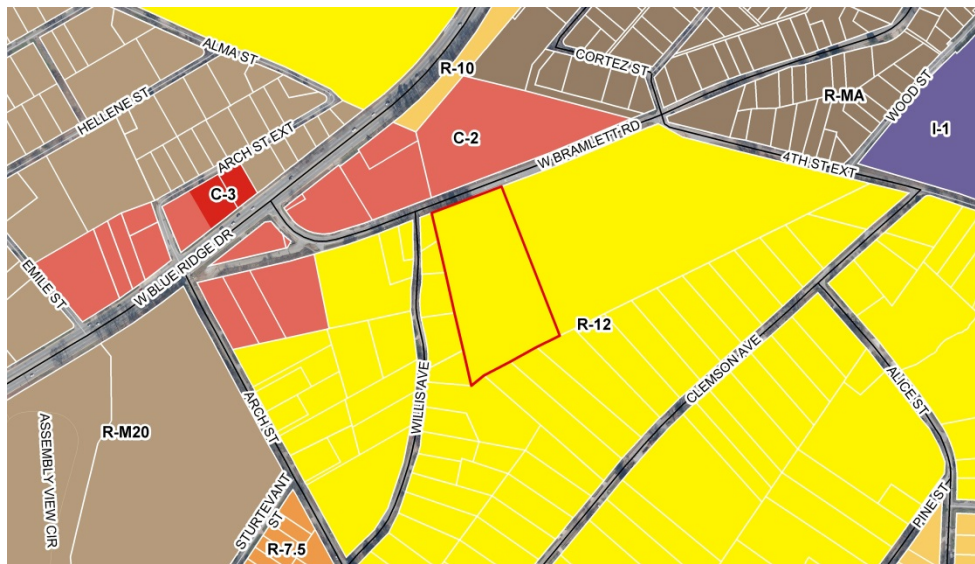 ALMA ST
R-10
CORTEZ ST
HELLENE ST
R-MA
WOOD ST
ARCH ST EXT
C-2
W BRAMLETT RD
I-1
4TH ST EXT
C-3
EMILE ST
W BLUE RIDGE DR
R-12
CLEMSON AVE
WILLIS AVE
ALICE ST
ARCH ST
R-M20
ASSEMBLY VIEW CIR
STURTEVANT
ST
PINE ST
R-7.5